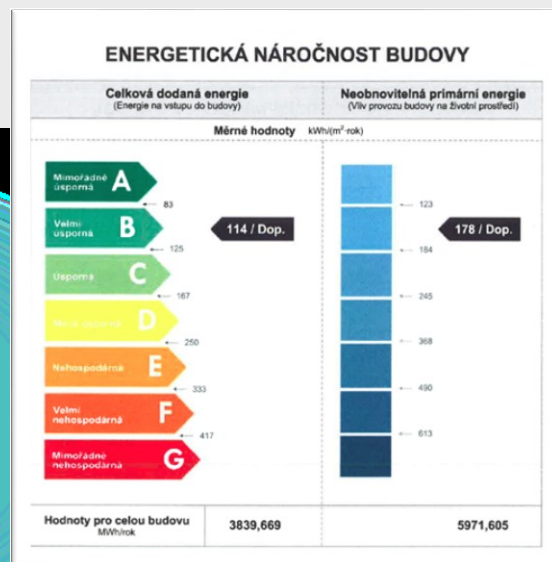 ENERGETICKÁ NÁROČNOST BUDOVY
Celková dodaná energie
(Energie na vstupu do budovy)
Neobnovitelná primární energie
(Vliv provozu budovy na životní prostředí)
Měrné hodnoty kWh/(m²·rok)
Mimořádně
úsporná
A
83
123
Velmi
úsporná
B
114 / Dop.
178 / Dop.
125
184
Úsporná
C
167
245
D
250
368
Nehospodárná
E
333
490
Velmi
nehospodárná
F
417
613
Mimořádně
nehospodárná
G
Hodnoty pro celou budovu
MWh/rok
3839,669
5971,605